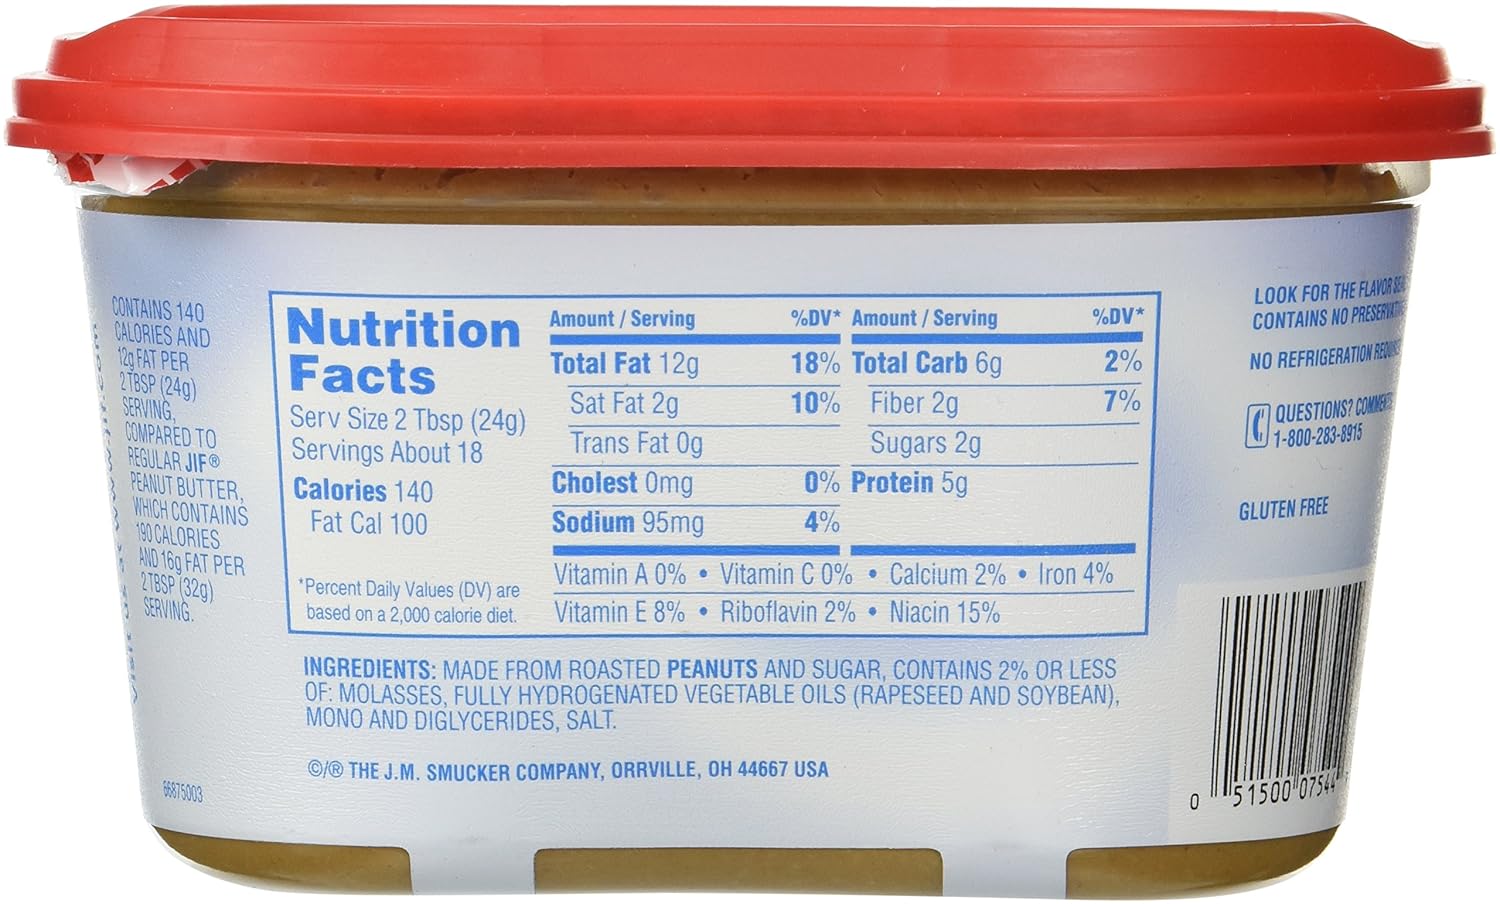 CONTAINS 140
CALORIES AND
12g FAT PER
2 TBSP (24g)
SERVING,
COMPARED TO
REGULAR JIF®
PEANUT BUTTER,
WHICH CONTAINS
190 CALORIES
AND 16g FAT PER
2 TBSP (32g)
SERVING.
66875003
Nutrition
Facts
Serv Size 2 Tbsp (24g)
Servings About 18
Calories 140
Fat Cal 100
*Percent Daily Values (DV) are
based on a 2,000 calorie diet.
Amount / Serving %DV* Amount / Serving %DV*
Total Fat 12g 18% Total Carb 6g 2%
Sat Fat 2g 10% Fiber 2g 7%
Trans Fat 0g Sugars 2g
Cholest 0mg 0% Protein 5g
Sodium 95mg 4%
Vitamin A 0% • Vitamin C 0% • Calcium 2% • Iron 4%
Vitamin E 8% • Riboflavin 2% • Niacin 15%
INGREDIENTS: MADE FROM ROASTED PEANUTS AND SUGAR, CONTAINS 2% OR LESS
OF: MOLASSES, FULLY HYDROGENATED VEGETABLE OILS (RAPESEED AND SOYBEAN),
MONO AND DIGLYCERIDES, SALT.
©/® THE J.M. SMUCKER COMPANY, ORRVILLE, OH 44667 USA
LOOK FOR THE FLAVOR
CONTAINS NO
NO REFRIGERATION
QUESTIONS?
1-800-283-8915
GLUTEN FREE
0 51500 07544